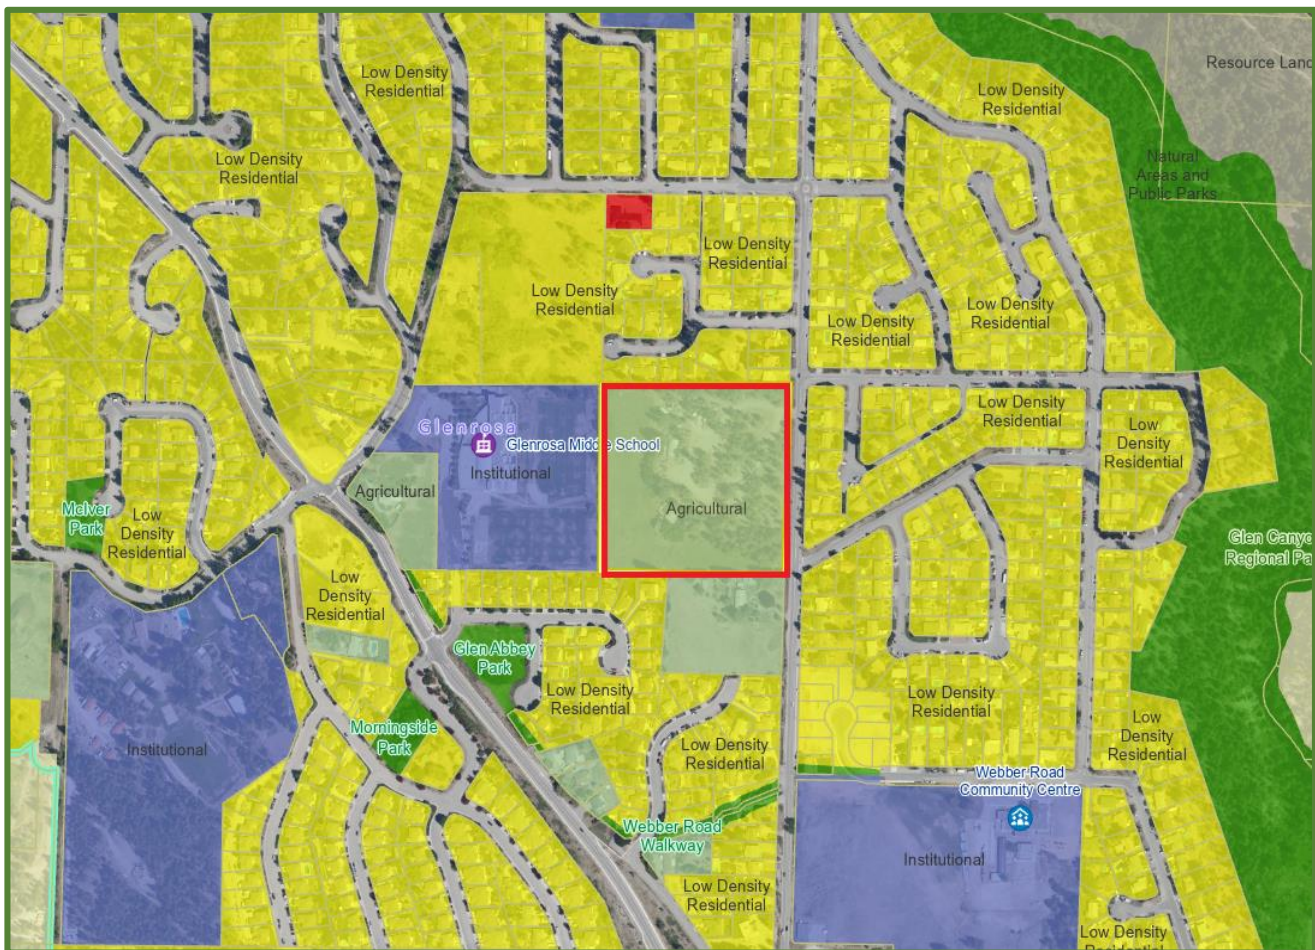 Low Density
Residential
Low Density
Residential
Resource Land
Low Density
Residential
Natural
Areas and
Public Parks
Low Density
Residential
Low Density
Residential
Low Density
Residential
Low Density
Residential
Low Density
Residential
Glenrosa
Glenrosa Middle School
Institutional
Low Density
Residential
Low
Density
Residential
Agricultural
Agricultural
McIver
Park
Low
Density
Residential
Glen Canyo
Regional Pa
Low
Density
Residential
Glen Abbey
Park
Low Density
Residential
Low Density
Residential
Morningside
Park
Institutional
Low Density
Residential
Low
Density
Residential
Webber Road
Community Centre
Webber Road
Walkway
Institutional
Low Density
Residential
Low Density
Residential